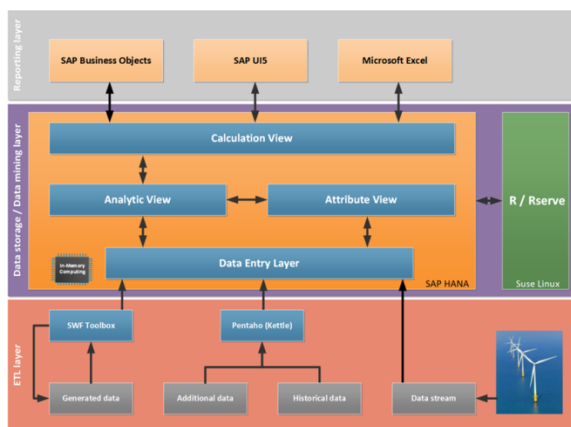 Reporting layer
SAP Business Objects
SAP UI5
Microsoft Excel
Data storage / Data mining layer
Calculation View
Analytic View
Attribute View
R / Rserve
Data Entry Layer
In-Memory
Computing
SAP HANA
Suse Linux
ETL layer
SWF Toolbox
Pentaho (Kettle)
Generated data
Additional data
Historical data
Data stream